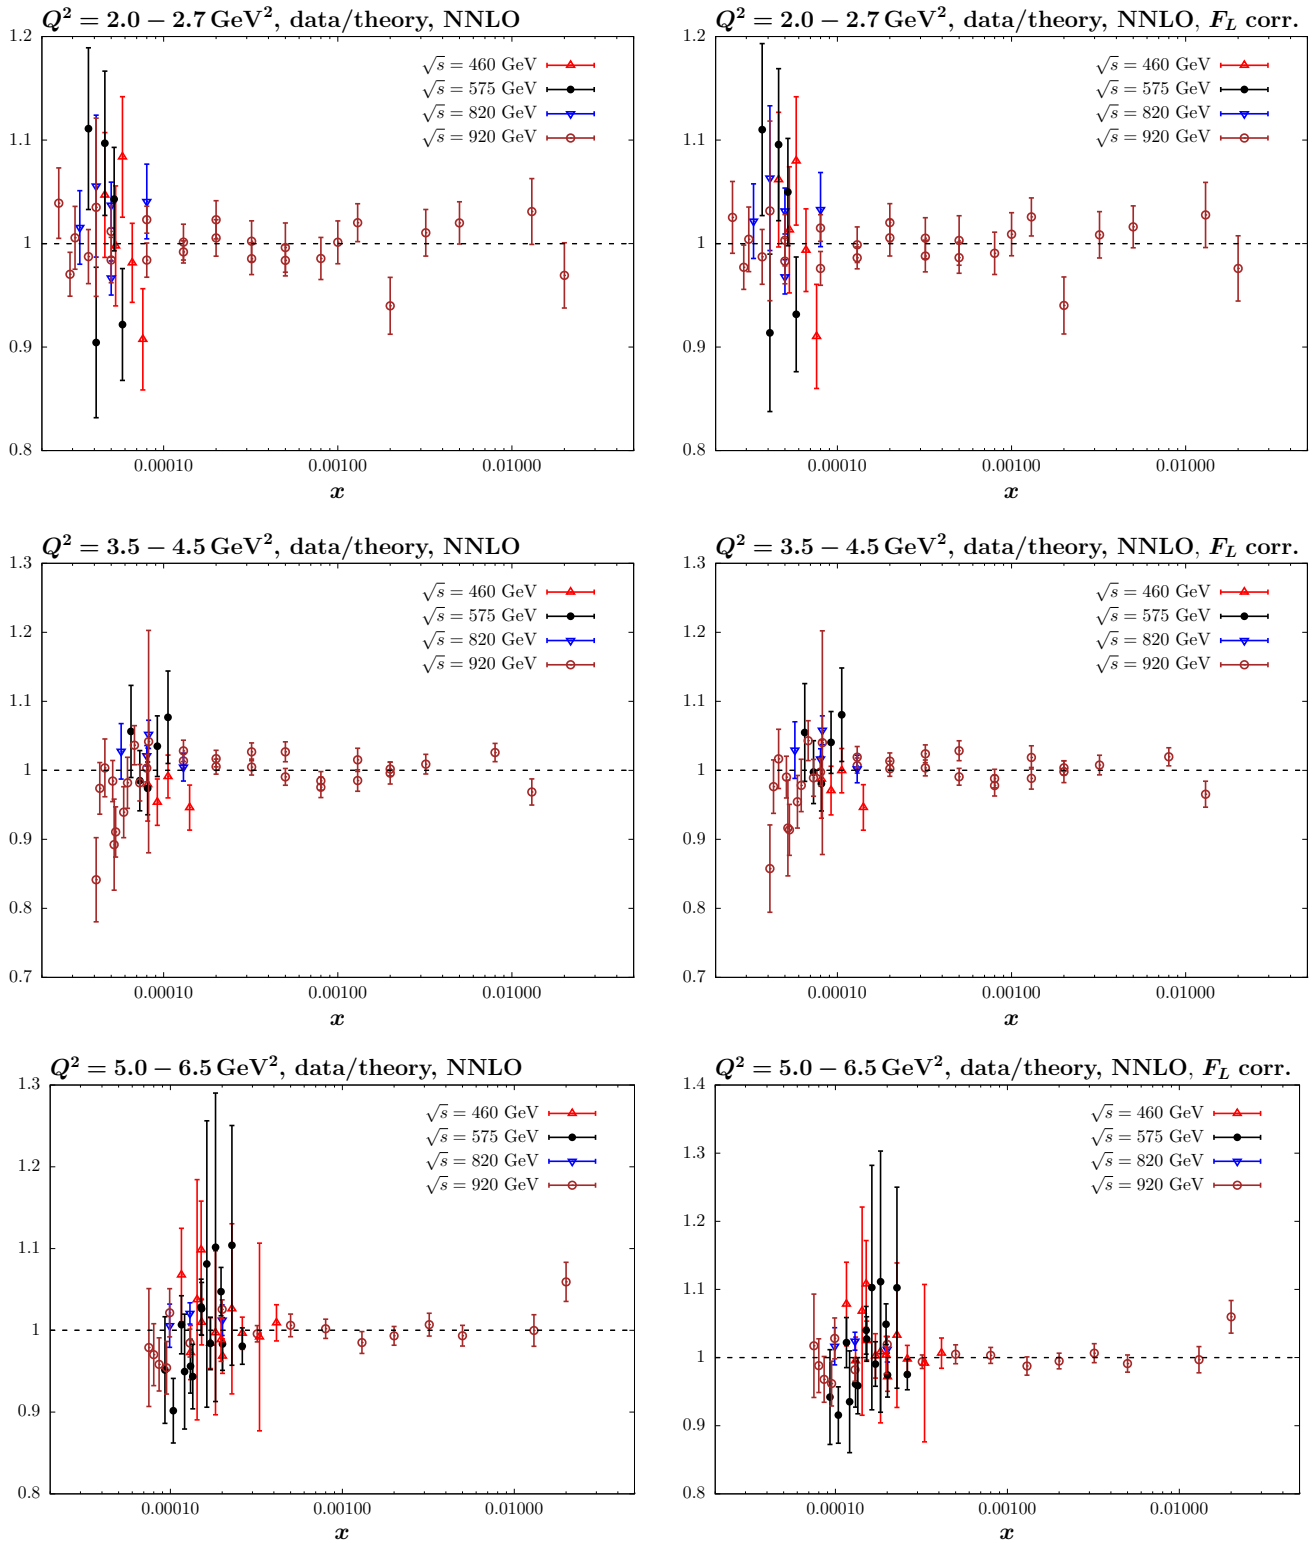 Q² = 2.0 − 2.7 GeV², data/theory, NNLO
√s = 460 GeV
√s = 575 GeV
√s = 820 GeV
√s = 920 GeV
1.2
1.1
1
0.9
0.8
0.00010 0.00100 0.01000
x
Q² = 2.0 − 2.7 GeV², data/theory, NNLO, F_L corr.
√s = 460 GeV
√s = 575 GeV
√s = 820 GeV
√s = 920 GeV
1.2
1.1
1
0.9
0.8
0.00010 0.00100 0.01000
x
Q² = 3.5 − 4.5 GeV², data/theory, NNLO
√s = 460 GeV
√s = 575 GeV
√s = 820 GeV
√s = 920 GeV
1.3
1.2
1.1
1
0.9
0.8
0.7
0.00010 0.00100 0.01000
x
Q² = 3.5 − 4.5 GeV², data/theory, NNLO, F_L corr.
√s = 460 GeV
√s = 575 GeV
√s = 820 GeV
√s = 920 GeV
1.3
1.2
1.1
1
0.9
0.8
0.7
0.00010 0.00100 0.01000
x
Q² = 5.0 − 6.5 GeV², data/theory, NNLO
√s = 460 GeV
√s = 575 GeV
√s = 820 GeV
√s = 920 GeV
1.3
1.2
1.1
1
0.9
0.8
0.00010 0.00100 0.01000
x
Q² = 5.0 − 6.5 GeV², data/theory, NNLO, F_L corr.
√s = 460 GeV
√s = 575 GeV
√s = 820 GeV
√s = 920 GeV
1.4
1.3
1.2
1.1
1
0.9
0.8
0.00010 0.00100 0.01000
x